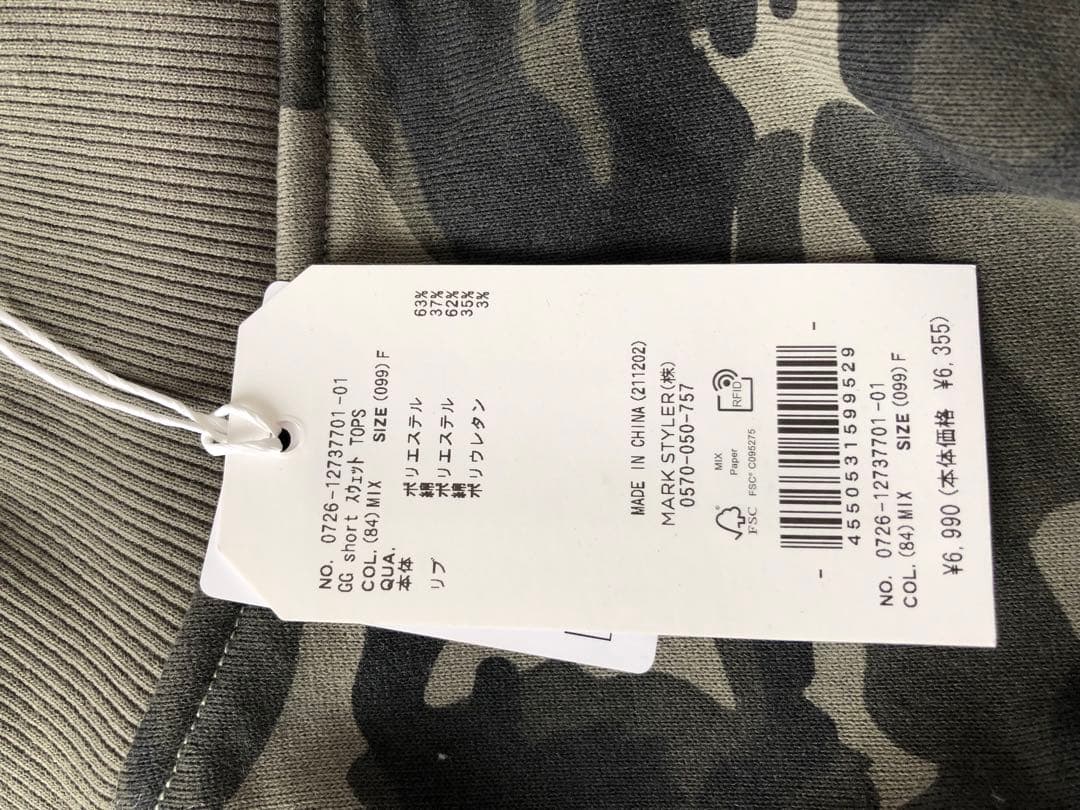 NO. 0726-12737701-01
GG short スウェット TOPS
COL. (84)MIX SIZE (099)F
QUA.
本体 ポリエステル 63%
綿 37%
リブ ポリエステル 62%
綿 35%
ポリウレタン 3%
MADE IN CHINA (211202)
MARK STYLER(株)
0570-050-757
FSC
MIX
Paper
FSC® C095275
RFID
4550531599529
NO. 0726-12737701-01
COL. (84)MIX SIZE (099)F
¥6,990 (本体価格 ¥6,355)